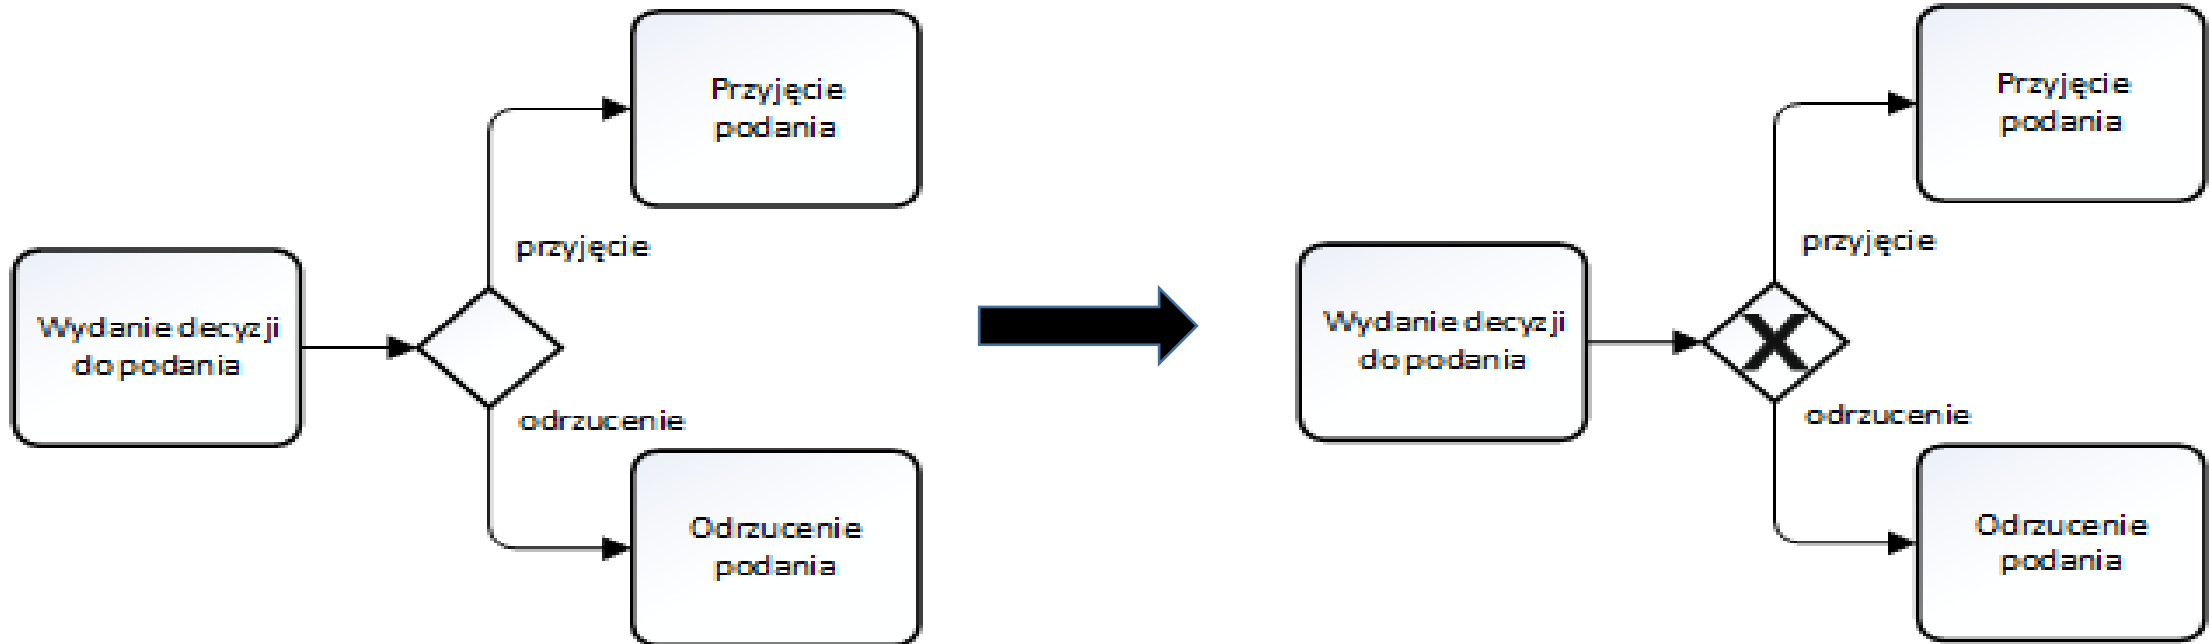 Przyjęcie
podania
przyjęcie
Wydanie decyzji
do podania
odrzucenie
Odrzucenie
podania
Przyjęcie
podania
przyjęcie
Wydanie decyzji
do podania
odrzucenie
Odrzucenie
podania